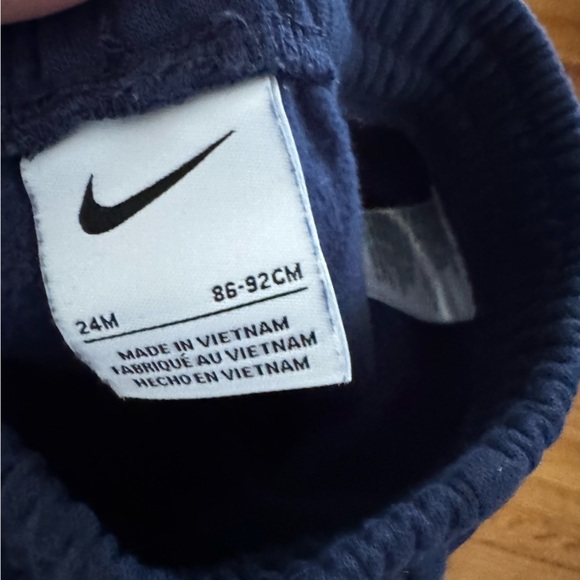 24M 86-92CM
MADE IN VIETNAM
FABRIQUÉ AU VIETNAM
HECHO EN VIETNAM